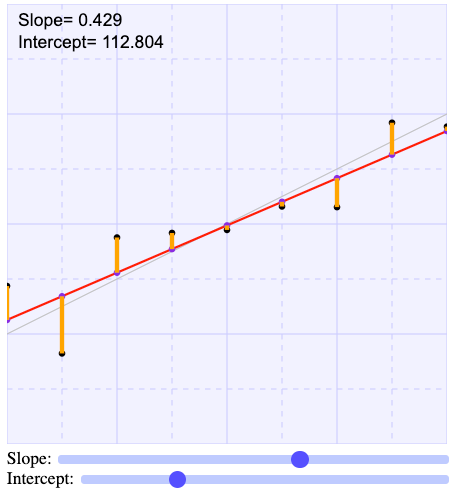 Slope= 0.429
Intercept= 112.804
Slope:
Intercept: